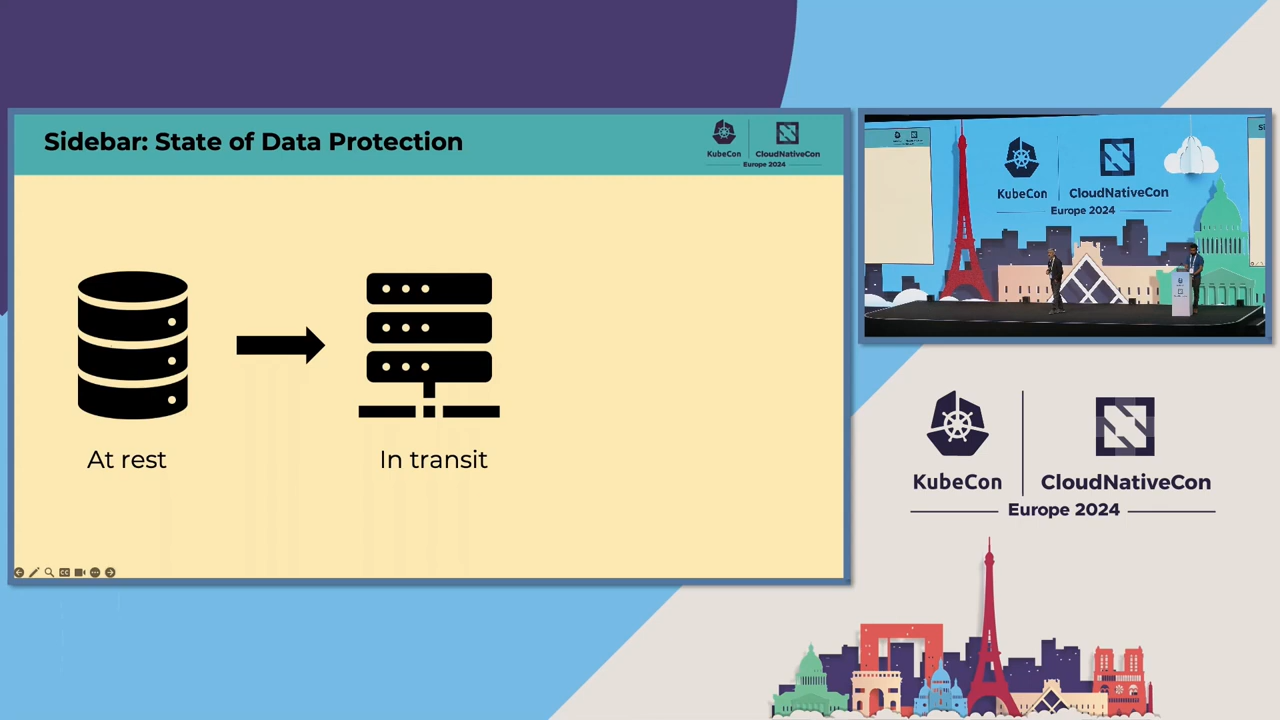 Sidebar: State of Data Protection
KubeCon
CloudNativeCon
Europe 2024
At rest
In transit
KubeCon
CloudNativeCon
Europe 2024
KubeCon
CloudNativeCon
Europe 2024